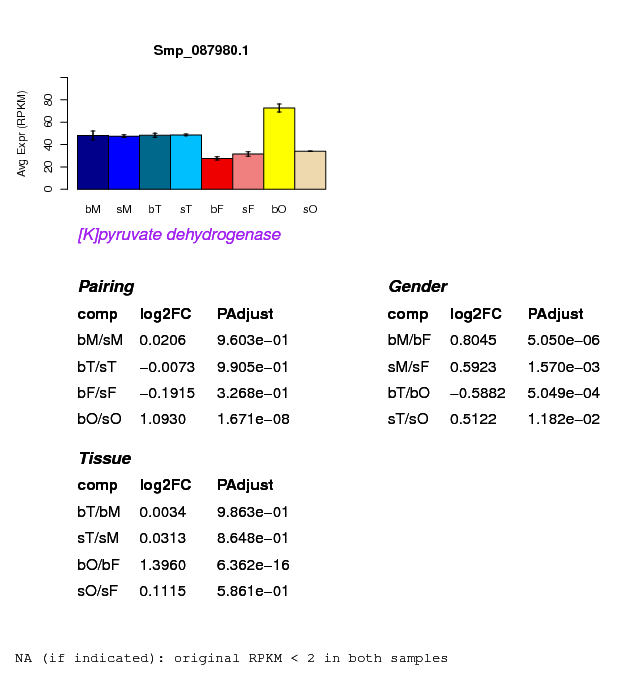 Smp_087980.1
Avg Expr (RPKM)
0 20 40 60 80
bM sM bT sT bF sF bO sO
[K]pyruvate dehydrogenase
Pairing
comp log2FC PAdjust
bM/sM 0.0206 9.603e−01
bT/sT −0.0073 9.905e−01
bF/sF −0.1915 3.268e−01
bO/sO 1.0930 1.671e−08
Gender
comp log2FC PAdjust
bM/bF 0.8045 5.050e−06
sM/sF 0.5923 1.570e−03
bT/bO −0.5882 5.049e−04
sT/sO 0.5122 1.182e−02
Tissue
comp log2FC PAdjust
bT/bM 0.0034 9.863e−01
sT/sM 0.0313 8.648e−01
bO/bF 1.3960 6.362e−16
sO/sF 0.1115 5.861e−01
NA (if indicated): original RPKM < 2 in both samples